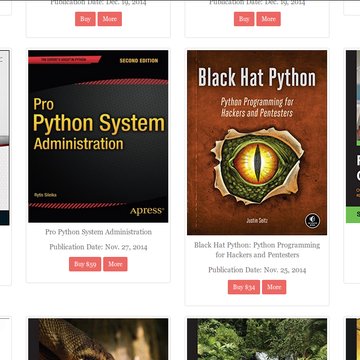 Publication Date: Dec. 19, 2014
Publication Date: Dec. 19, 2014
Buy
More
Buy
More
THE EXPERT'S VOICE® IN PYTHON
SECOND EDITION
Pro
Python System
Administration
Rytis Sileika
Apress®
Pro Python System Administration
Publication Date: Nov. 27, 2014
Buy $59
More
Black Hat Python
Python Programming for
Hackers and Pentesters
Justin Seitz
Black Hat Python: Python Programming
for Hackers and Pentesters
Publication Date: Nov. 25, 2014
Buy $34
More